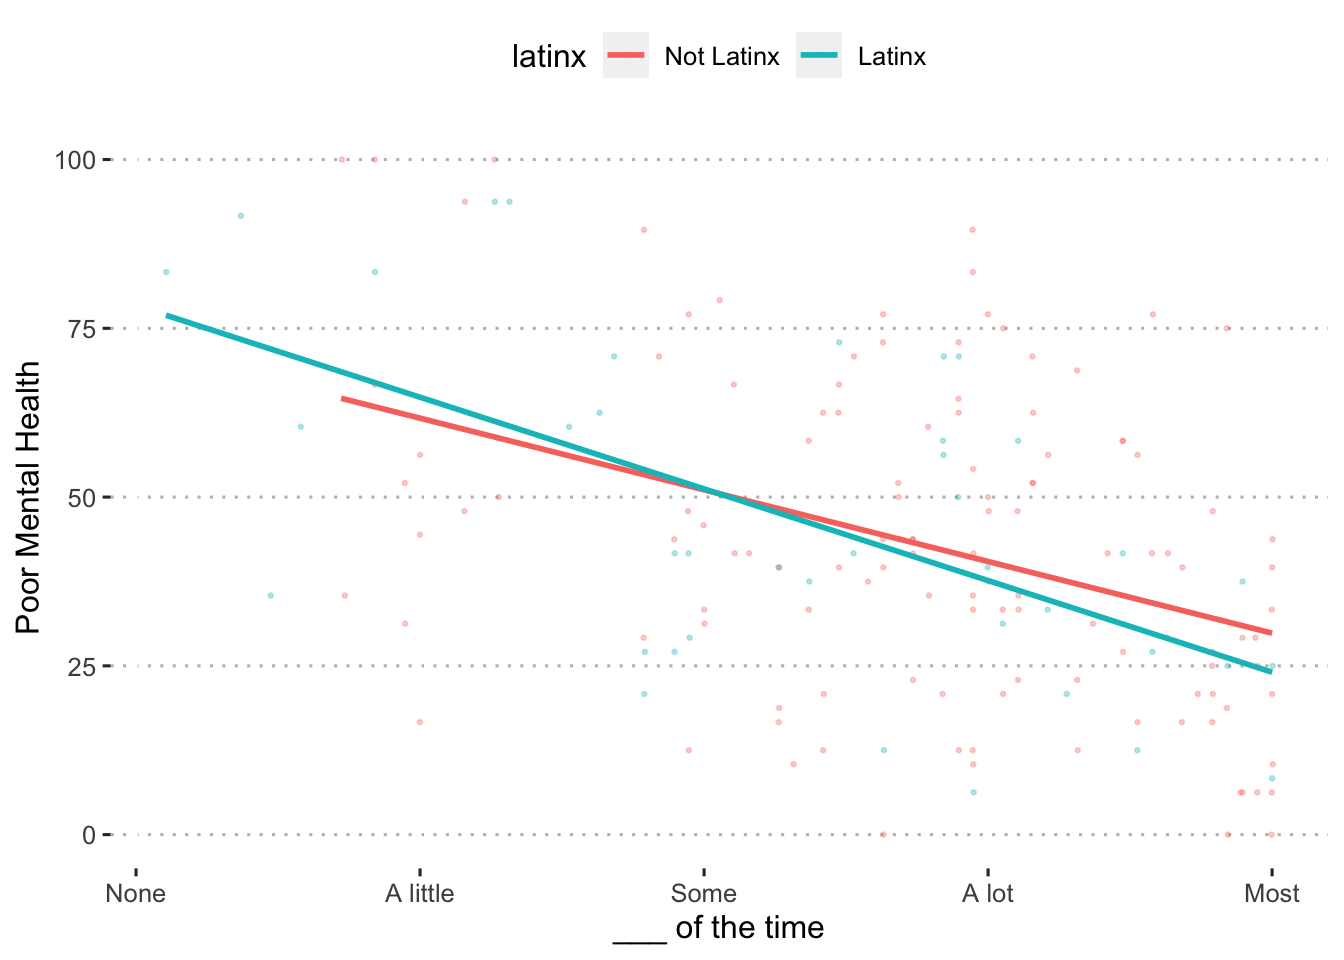 latinx Not Latinx Latinx
100
75
50
25
0
Poor Mental Health
None A little Some A lot Most
___ of the time